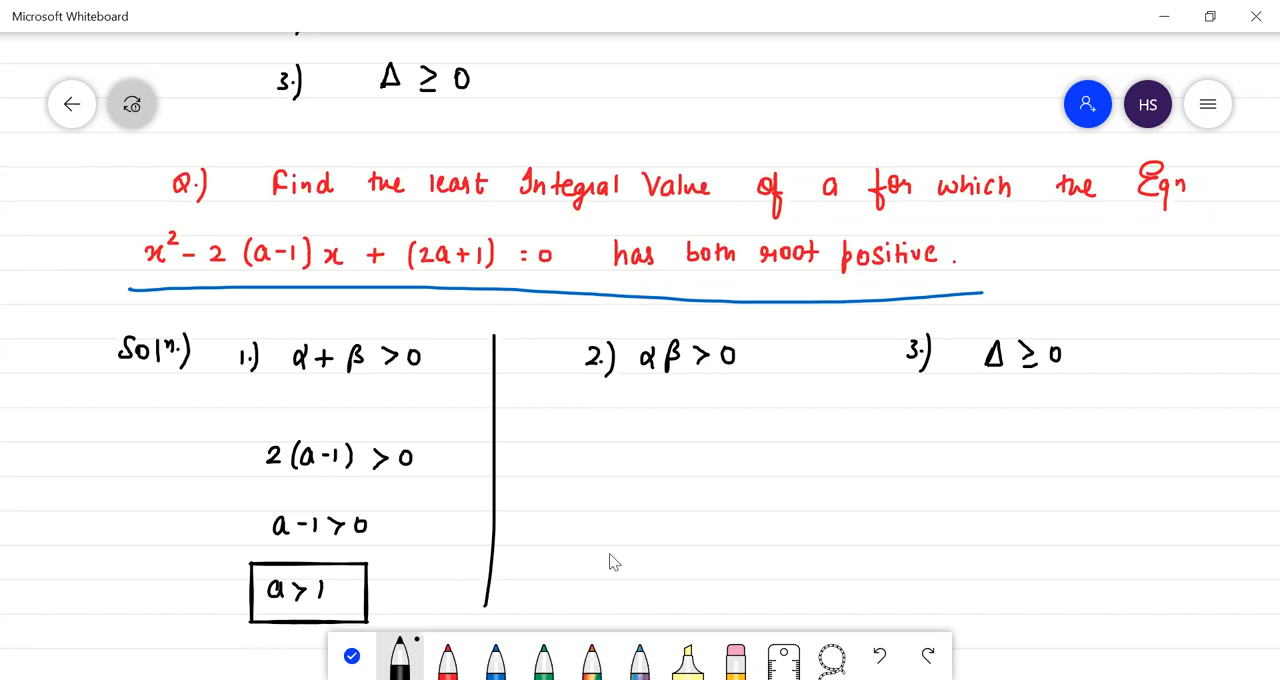 Microsoft Whiteboard
3.) Δ ≥ 0
HS
Q.) Find the least Integral Value of a for which the Eqn
x² - 2 (a-1) x + (2a+1) = 0 has both root positive.
Soln.) 1.) α + β > 0
2.) α β > 0
3.) Δ ≥ 0
2 (a-1) > 0
a-1 > 0
a > 1